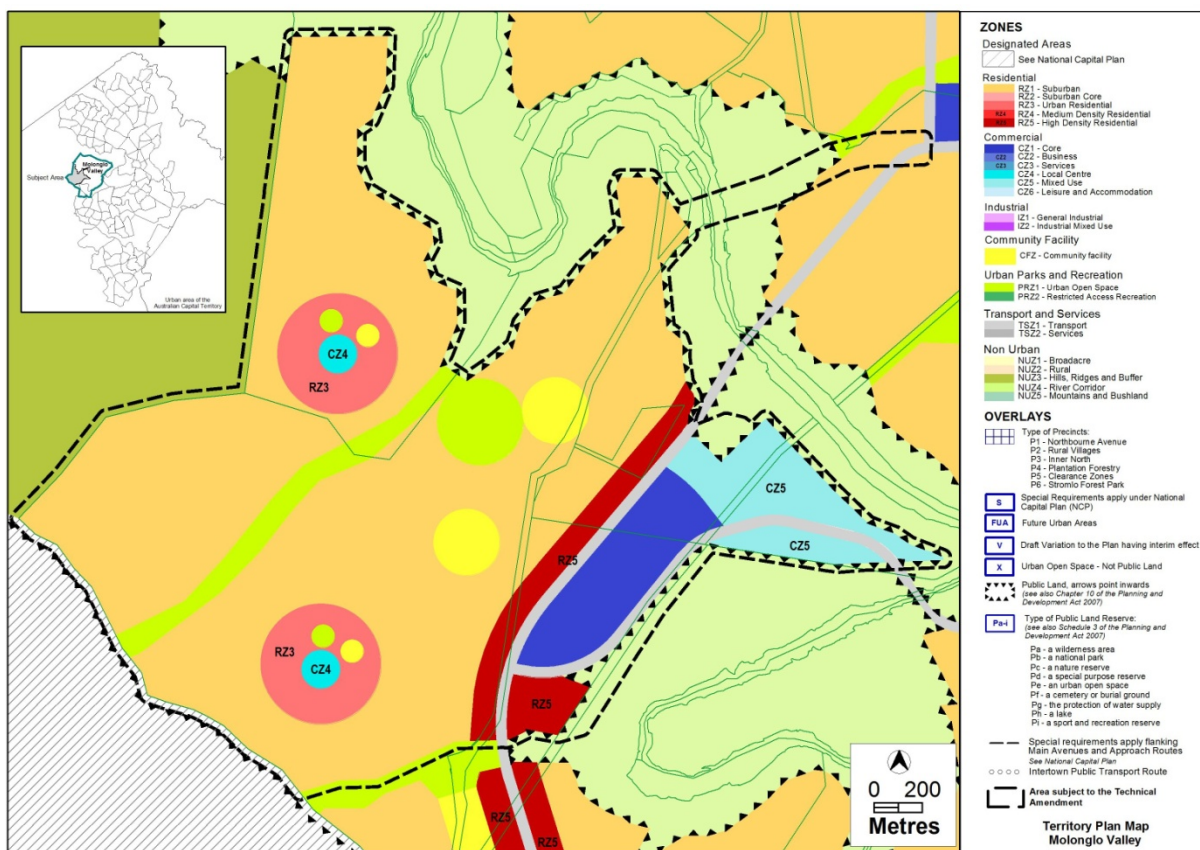 Molonglo
Valley
Subject Area
Urban area of the
Australian Capital Territory
CZ4
RZ3
CZ5
CZ5
RZ5
RZ3
CZ4
RZ5
RZ5
RZ5
0 200
Metres
ZONES
Designated Areas
See National Capital Plan
Residential
RZ1 - Suburban
RZ2 - Suburban Core
RZ3 - Urban Residential
RZ4 RZ4 - Medium Density Residential
RZ5 RZ5 - High Density Residential
Commercial
CZ1 - Core
CZ2 CZ2 - Business
CZ3 CZ3 - Services
CZ4 - Local Centre
CZ5 - Mixed Use
CZ6 - Leisure and Accommodation
Industrial
IZ1 - General Industrial
IZ2 - Industrial Mixed Use
Community Facility
CFZ - Community facility
Urban Parks and Recreation
PRZ1 - Urban Open Space
PRZ2 - Restricted Access Recreation
Transport and Services
TSZ1 - Transport
TSZ2 - Services
Non Urban
NUZ1 - Broadacre
NUZ2 - Rural
NUZ3 - Hills, Ridges and Buffer
NUZ4 - River Corridor
NUZ5 - Mountains and Bushland
OVERLAYS
Type of Precincts:
P1 - Northbourne Avenue
P2 - Rural Villages
P3 - Inner North
P4 - Plantation Forestry
P5 - Clearance Zones
P6 - Stromlo Forest Park
S Special Requirements apply under National
Capital Plan (NCP)
FUA Future Urban Areas
V Draft Variation to the Plan having interim effect
X Urban Open Space - Not Public Land
Public Land, arrows point inwards
(see also Chapter 10 of the Planning and
Development Act 2007)
Pa-i Type of Public Land Reserve:
(see also Schedule 3 of the Planning and
Development Act 2007)
Pa - a wilderness area
Pb - a national park
Pc - a nature reserve
Pd - a special purpose reserve
Pe - an urban open space
Pf - a cemetery or burial ground
Pg - the protection of water supply
Ph - a lake
Pi - a sport and recreation reserve
Special requirements apply flanking
Main Avenues and Approach Routes
See National Capital Plan
Intertown Public Transport Route
Area subject to the Technical
Amendment
Territory Plan Map
Molonglo Valley